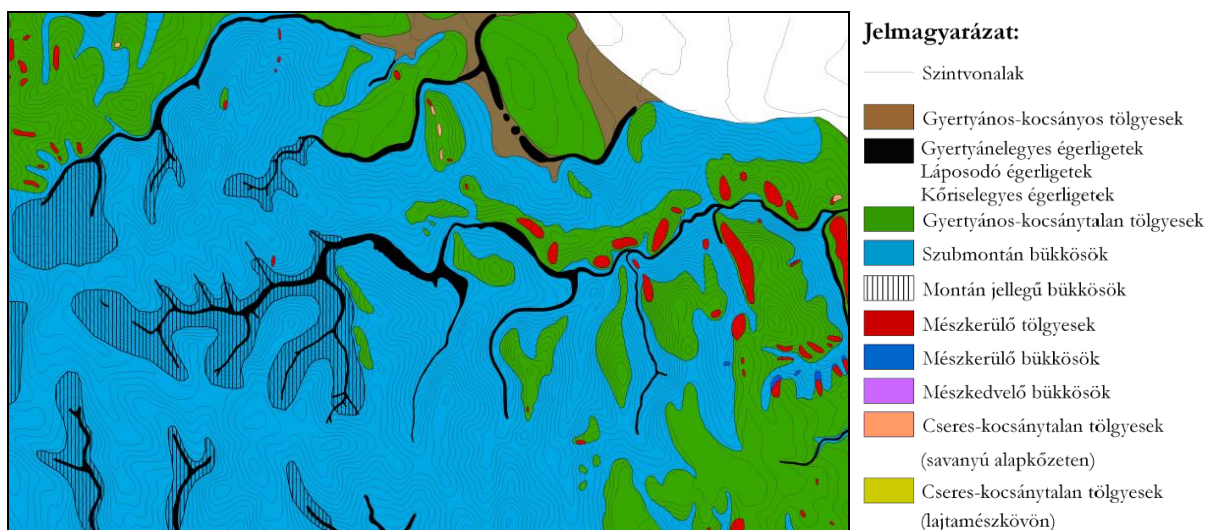 Jelmagyarázat:
Szintvonalak
Gyertyános-kocsányos tölgyesek
Gyertyánelegyes égerligetek
Láposodó égerligetek
Kőriselegyes égerligetek
Gyertyános-kocsánytalan tölgyesek
Szubmontán bükkösök
Montán jellegű bükkösök
Mészkerülő tölgyesek
Mészkerülő bükkösök
Mészkedvelő bükkösök
Cseres-kocsánytalan tölgyesek
(savanyú alapkőzeten)
Cseres-kocsánytalan tölgyesek
(lajtamészkövön)